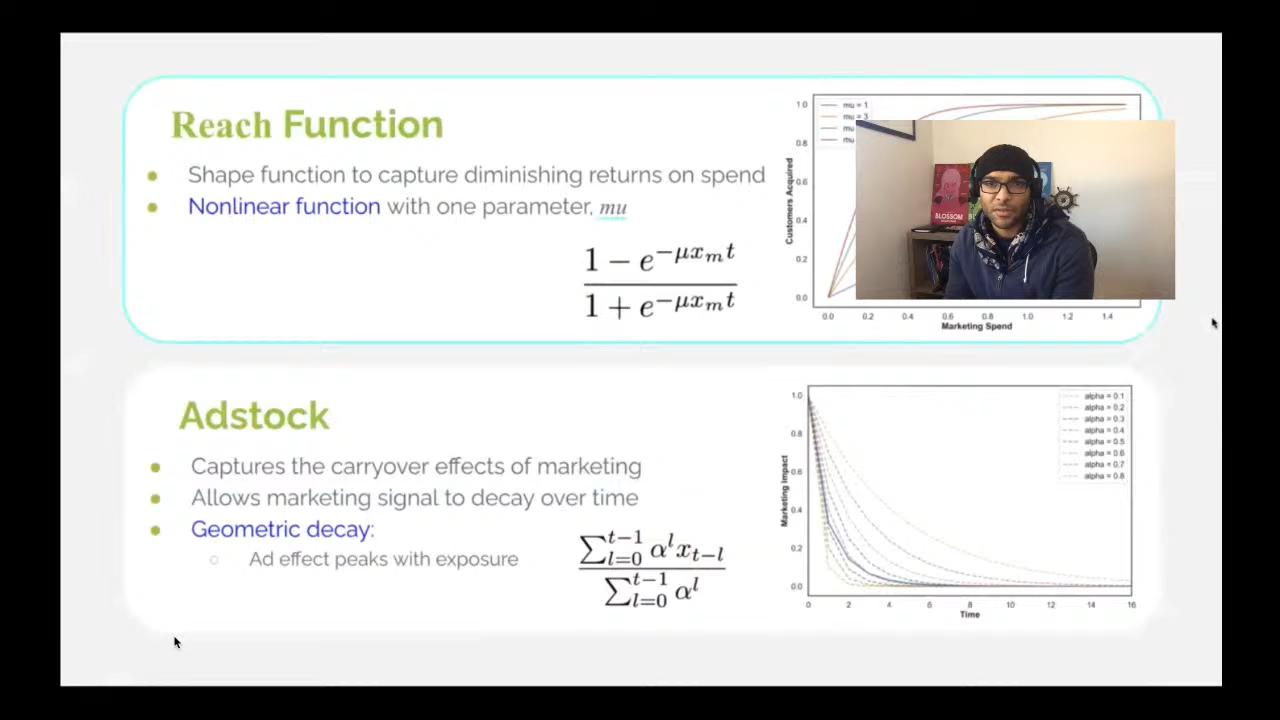 Reach Function
Shape function to capture diminishing returns on spend
Nonlinear function with one parameter, mu
1 − e^−μx_m t
1 + e^−μx_m t
mu = 1
mu = 3
mu
mu
1.0
0.8
0.6
0.4
0.2
0.0
Customers Acquired
0.0 0.2 0.4 0.6 0.8 1.0 1.2 1.4
Marketing Spend
BLOSSOM
Adstock
Captures the carryover effects of marketing
Allows marketing signal to decay over time
Geometric decay:
Ad effect peaks with exposure
∑_{l=0}^{t−1} α^l x_{t−l}
∑_{l=0}^{t−1} α^l
alpha = 0.1
alpha = 0.2
alpha = 0.3
alpha = 0.4
alpha = 0.5
alpha = 0.6
alpha = 0.7
alpha = 0.8
1.0
0.8
0.6
0.4
0.2
0.0
Marketing Impact
0 2 4 6 8 10 12 14 16
Time